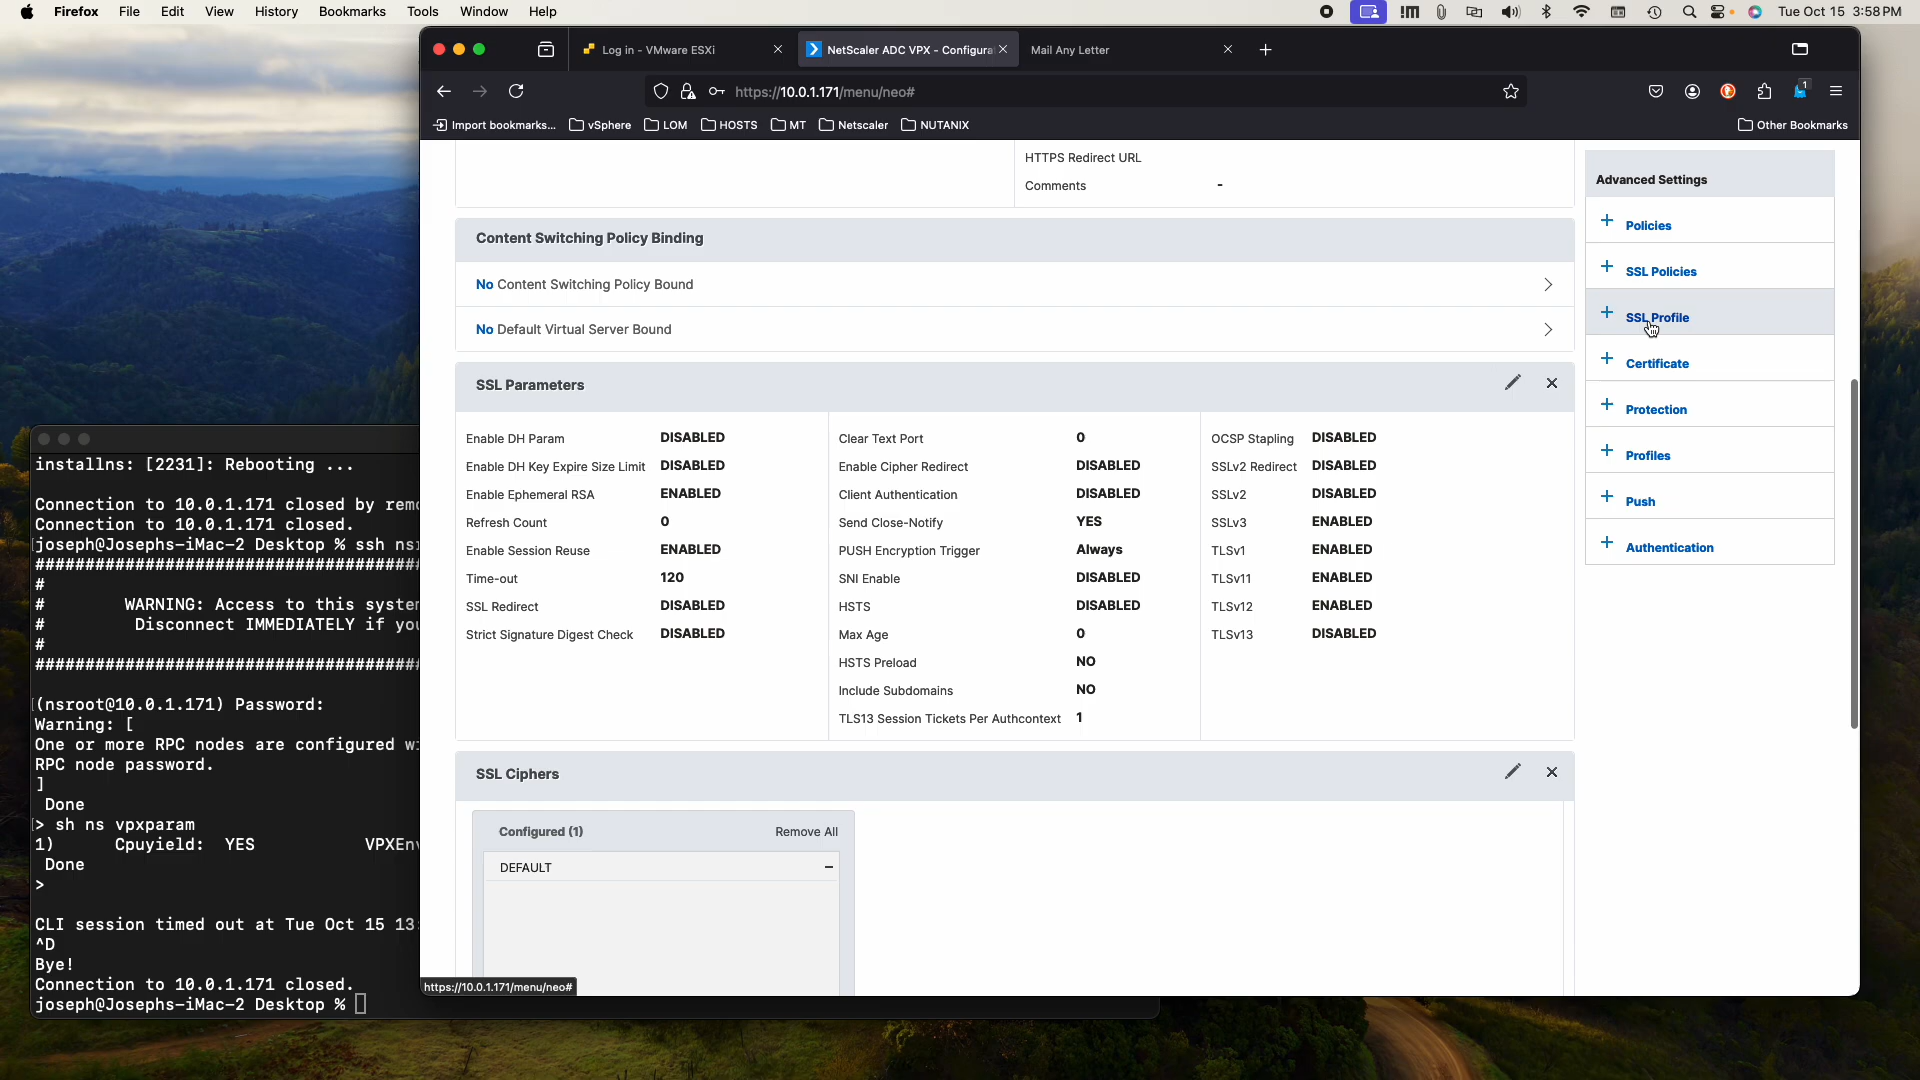 Firefox File Edit View History Bookmarks Tools Window Help
Tue Oct 15 3:58 PM
Log in - VMware ESXi
NetScaler ADC VPX - Configura
Mail Any Letter
https://10.0.1.171/menu/neo#
1
Import bookmarks... vSphere LOM HOSTS MT Netscaler NUTANIX
Other Bookmarks
HTTPS Redirect URL
Comments -
Content Switching Policy Binding
No Content Switching Policy Bound
No Default Virtual Server Bound
SSL Parameters
Enable DH Param DISABLED
Enable DH Key Expire Size Limit DISABLED
Enable Ephemeral RSA ENABLED
Refresh Count 0
Enable Session Reuse ENABLED
Time-out 120
SSL Redirect DISABLED
Strict Signature Digest Check DISABLED
Clear Text Port 0
Enable Cipher Redirect DISABLED
Client Authentication DISABLED
Send Close-Notify YES
PUSH Encryption Trigger Always
SNI Enable DISABLED
HSTS DISABLED
Max Age 0
HSTS Preload NO
Include Subdomains NO
TLS13 Session Tickets Per Authcontext 1
OCSP Stapling DISABLED
SSLv2 Redirect DISABLED
SSLv2 DISABLED
SSLv3 ENABLED
TLSv1 ENABLED
TLSv11 ENABLED
TLSv12 ENABLED
TLSv13 DISABLED
SSL Ciphers
Configured (1) Remove All
DEFAULT
https://10.0.1.171/menu/neo#
Advanced Settings
Policies
SSL Policies
SSL Profile
Certificate
Protection
Profiles
Push
Authentication
installns: [2231]: Rebooting ...
Connection to 10.0.1.171 closed by remo
Connection to 10.0.1.171 closed.
[joseph@Josephs-iMac-2 Desktop % ssh nsr
#######################################
#
# WARNING: Access to this system
# Disconnect IMMEDIATELY if you
#
#######################################
[(nsroot@10.0.1.171) Password:
Warning: [
One or more RPC nodes are configured wi
RPC node password.
]
Done
[> sh ns vpxparam
1) Cpuyield: YES VPXEnv
Done
>
CLI session timed out at Tue Oct 15 13:
^D
Bye!
Connection to 10.0.1.171 closed.
joseph@Josephs-iMac-2 Desktop %